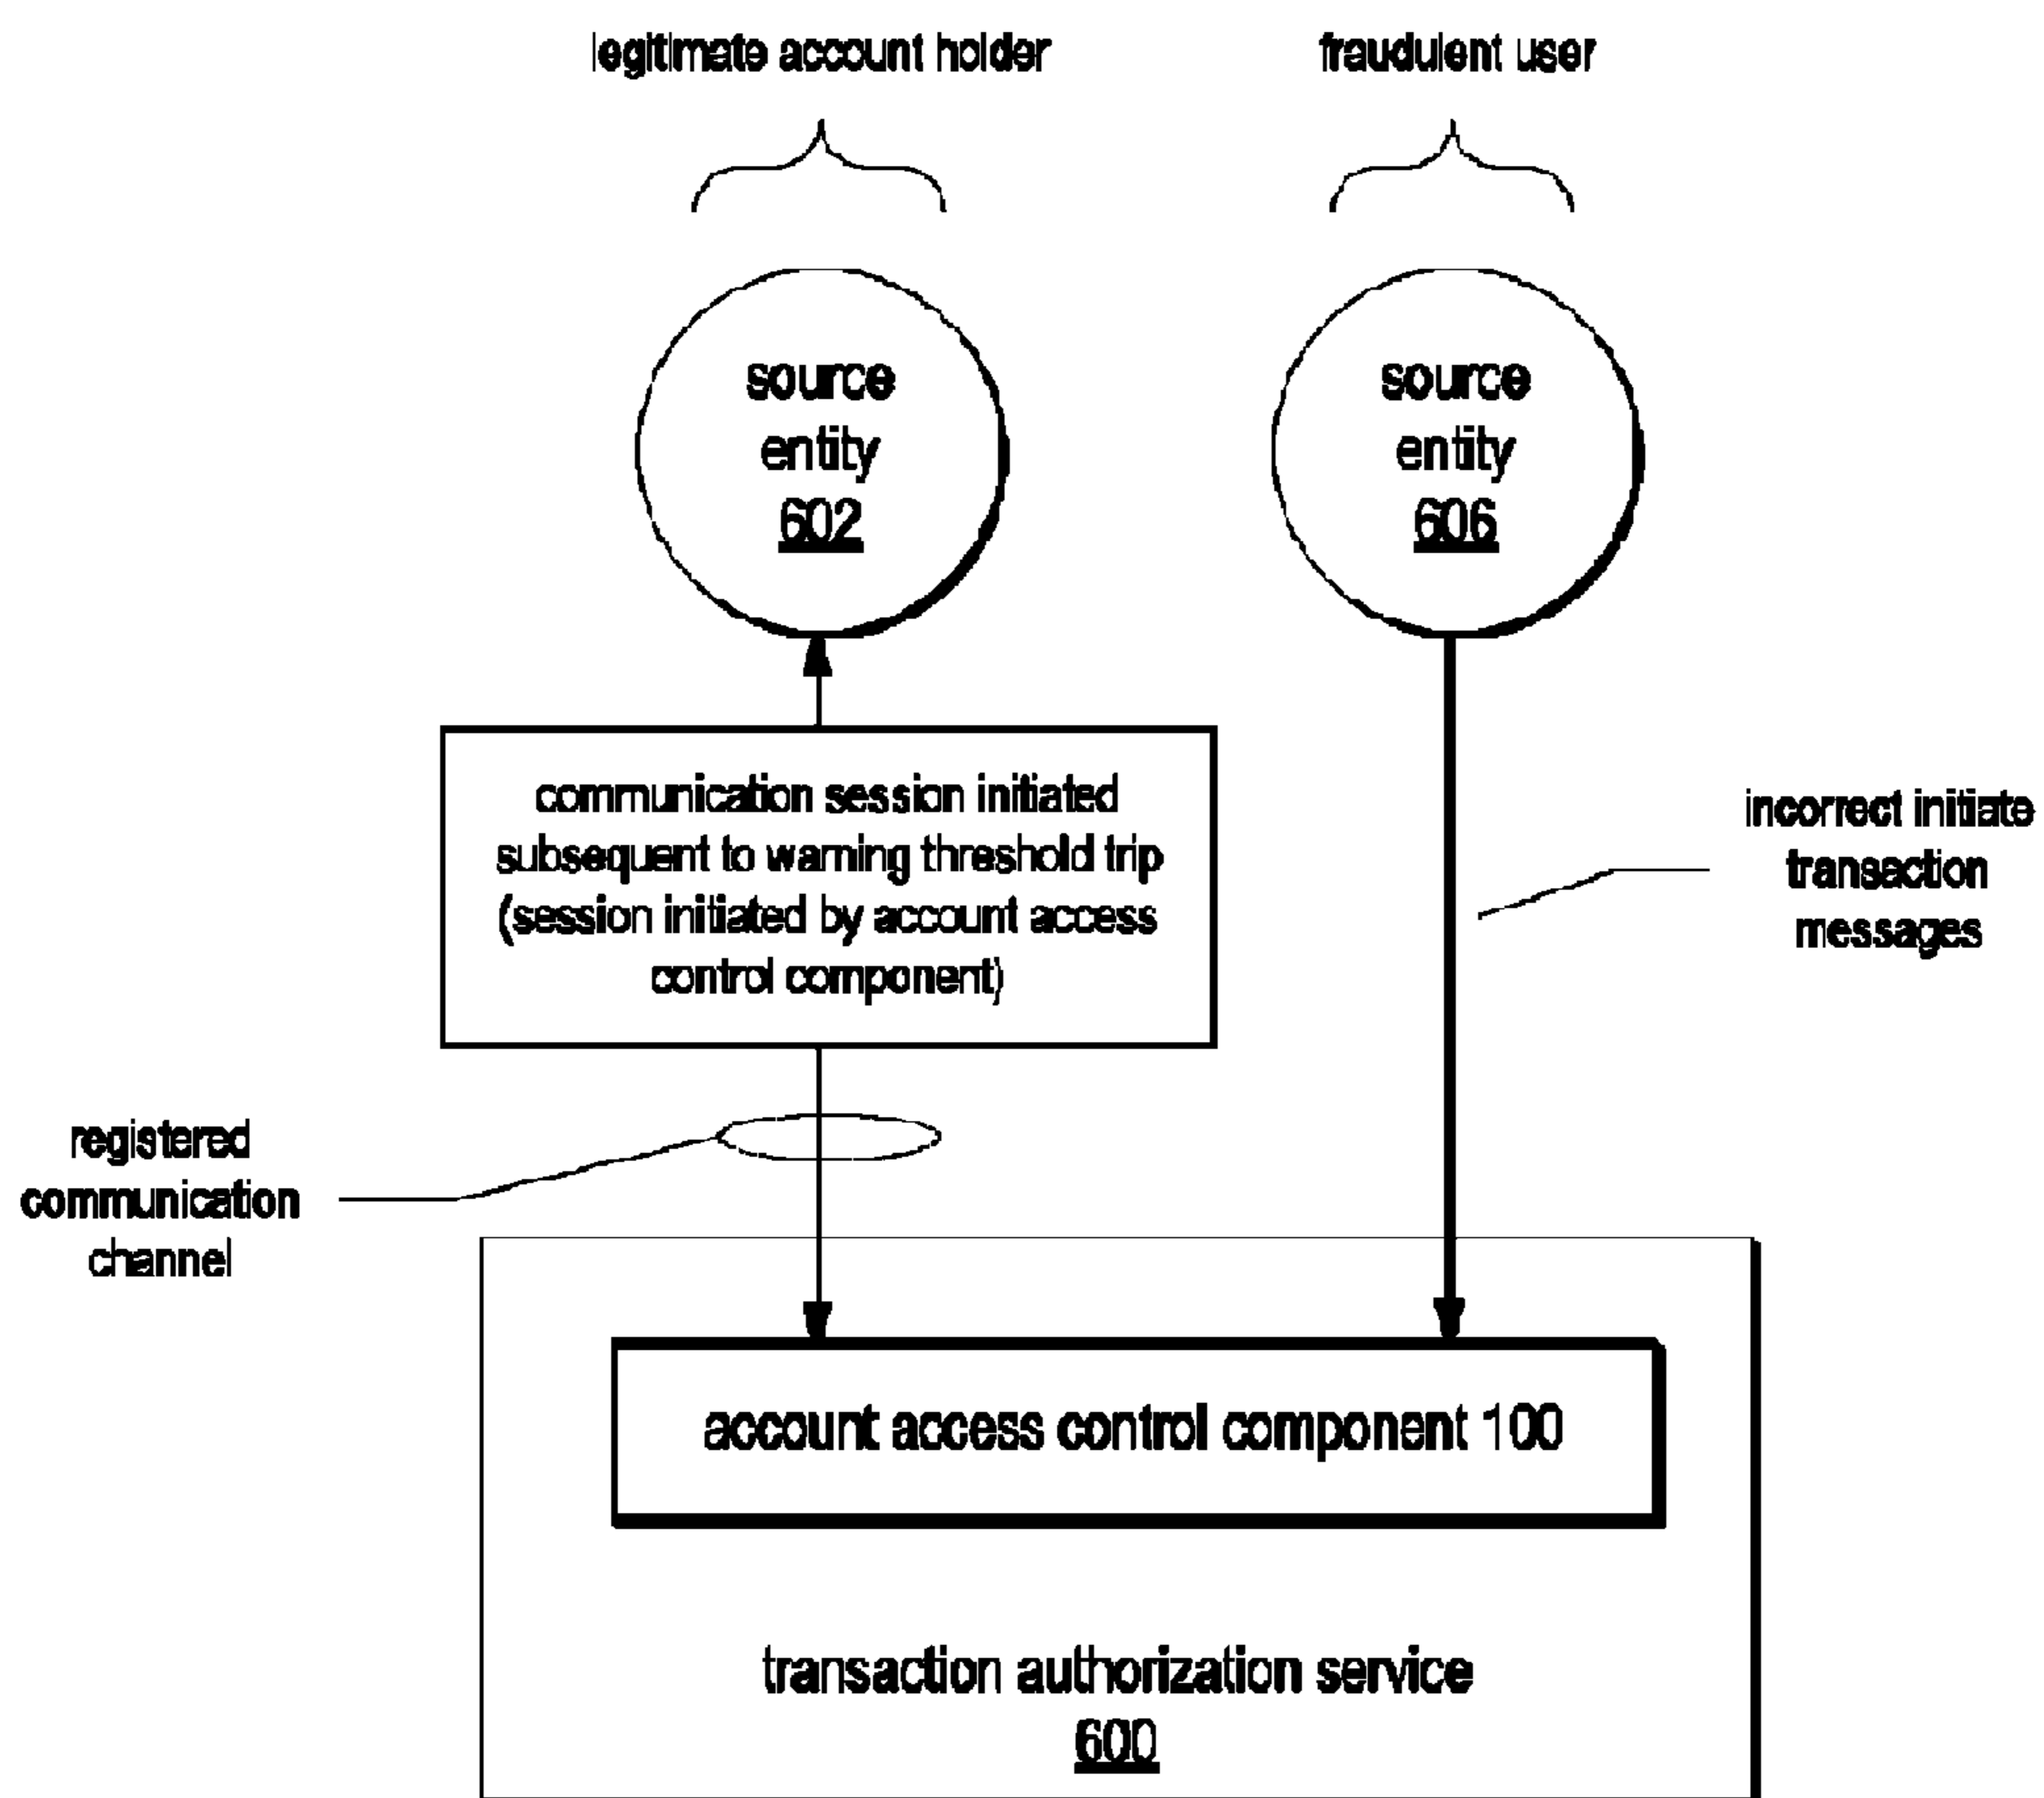 legitimate account holder
fraudulent user
source
entity
602
source
entity
606
communication session initiated
subsequent to warning threshold trip
(session initiated by account access
control component)
incorrect initiate
transaction
messages
registered
communication
channel
account access control component 100
transaction authorization service
600